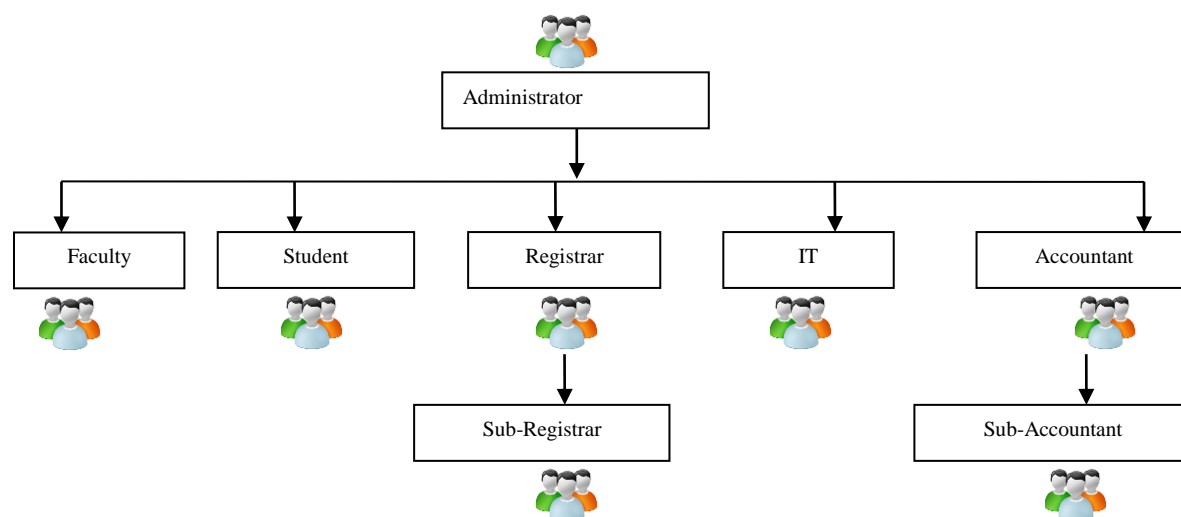 Administrator
Faculty
Student
Registrar
IT
Accountant
Sub-Registrar
Sub-Accountant